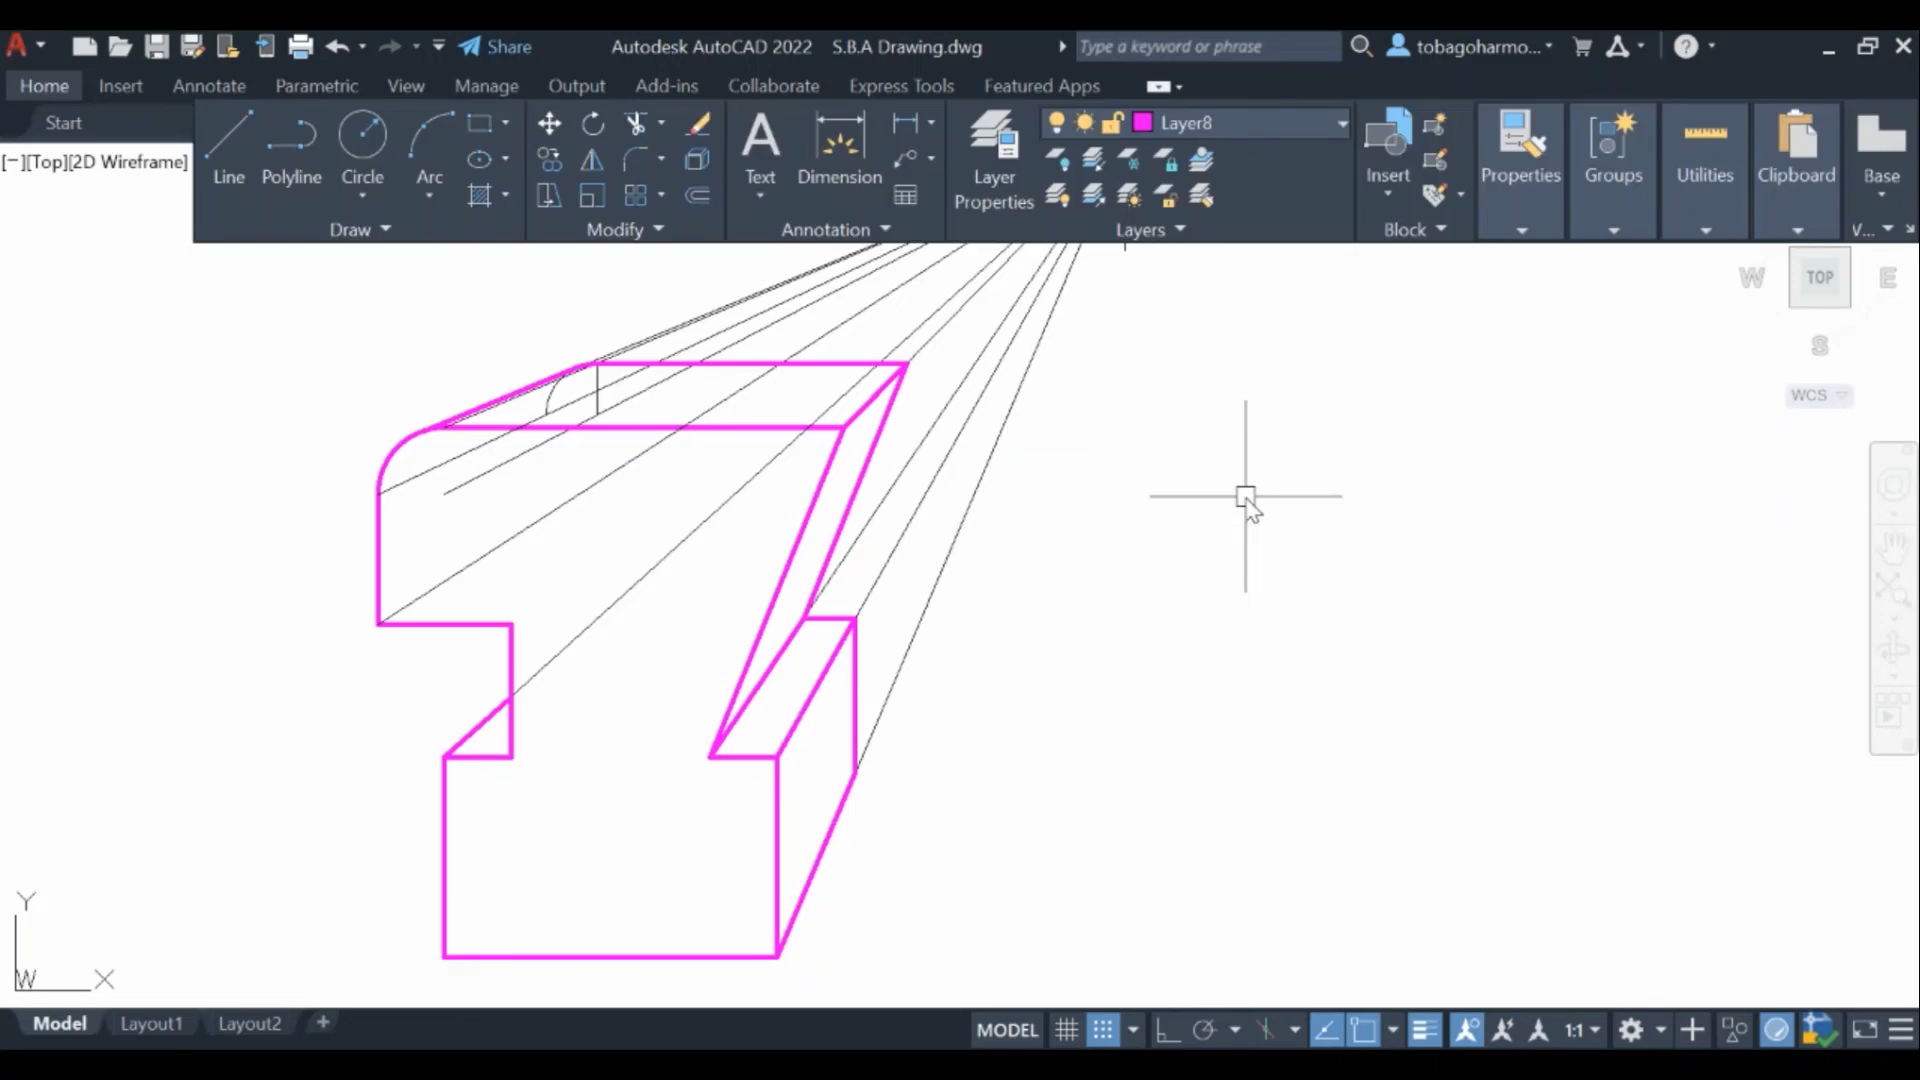 A Share Autodesk AutoCAD 2022 S.B.A Drawing.dwg Type a keyword or phrase tobagoharmo... ?
Home Insert Annotate Parametric View Manage Output Add-ins Collaborate Express Tools Featured Apps
Start
Layer8
[−][Top][2D Wireframe]
Line Polyline Circle Arc
A
Text Dimension
Layer
Properties
Insert Properties Groups Utilities Clipboard Base
Draw Modify Annotation Layers Block V...
W TOP E
S
WCS
Y
W X
Model Layout1 Layout2 +
MODEL 1:1